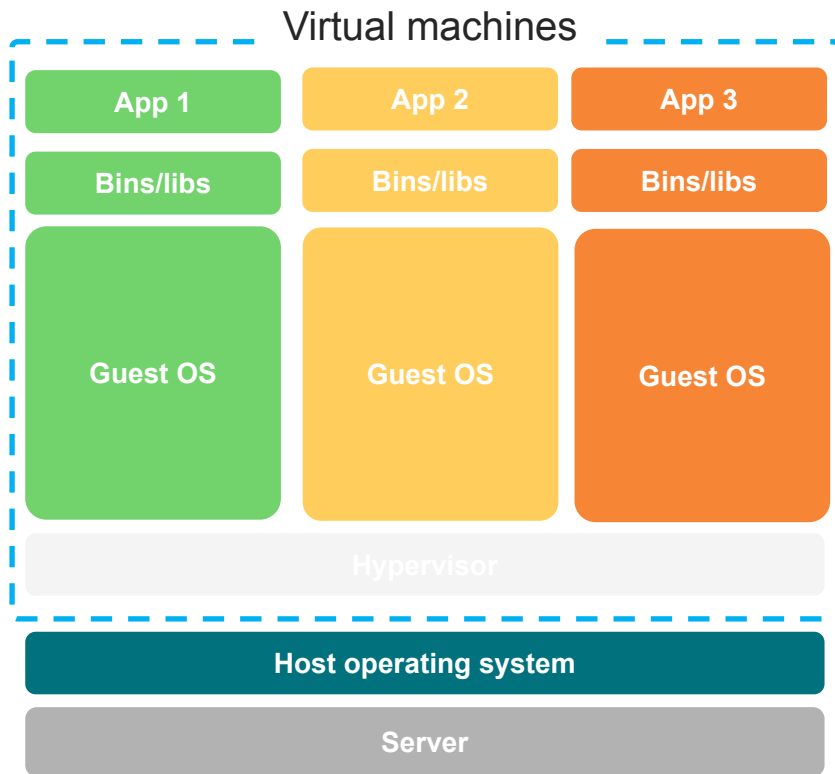 Virtual machines
App 1
App 2
App 3
Bins/libs
Bins/libs
Bins/libs
Guest OS
Guest OS
Guest OS
Hypervisor
Host operating system
Server